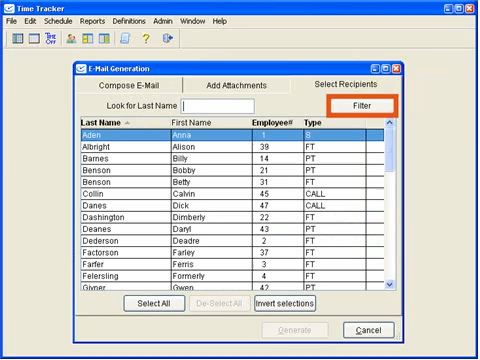 Time Tracker
File Edit Schedule Reports Definitions Admin Window Help
Time Off
E-Mail Generation
Compose E-Mail Add Attachments Select Recipients
Look for Last Name Filter
Last Name First Name Employee# Type
Aden Anna 1 S
Albright Alison 39 FT
Barnes Billy 14 PT
Benson Bobby 21 PT
Benson Betty 31 FT
Collin Calvin 45 CALL
Danes Dick 47 CALL
Dashington Dimberly 22 FT
Deanes Daryl 43 PT
Dederson Deadre 2 FT
Factorson Farley 37 FT
Farfer Ferris 3 FT
Felersling Formerly 4 FT
Givner Gwen 42 PT
Select All De-Select All Invert selections
Generate Cancel